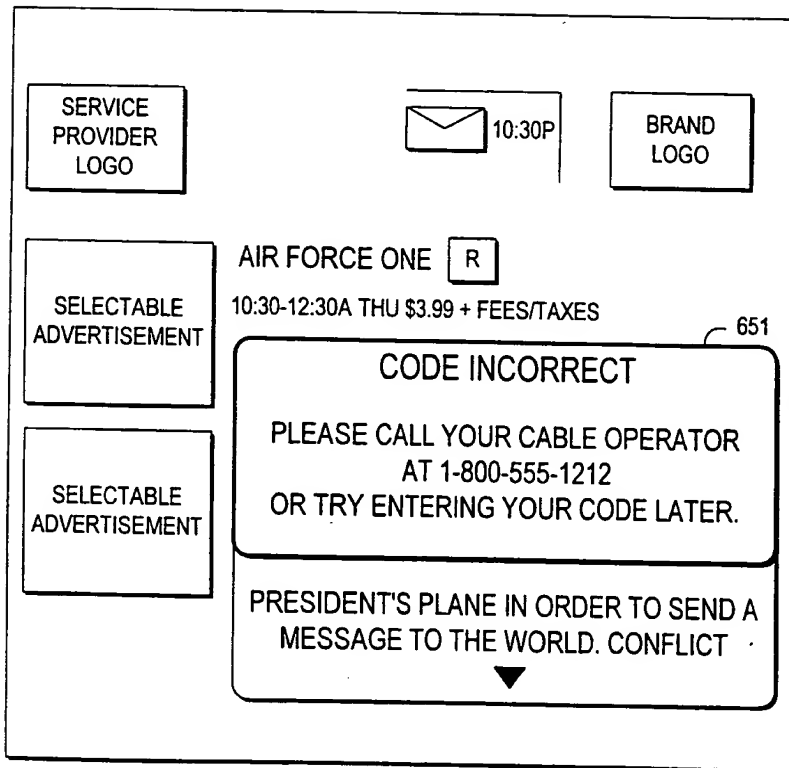 SERVICE
PROVIDER
LOGO
10:30P
BRAND
LOGO
AIR FORCE ONE R
10:30-12:30A THU $3.99 + FEES/TAXES
SELECTABLE
ADVERTISEMENT
651
CODE INCORRECT
PLEASE CALL YOUR CABLE OPERATOR
AT 1-800-555-1212
OR TRY ENTERING YOUR CODE LATER.
SELECTABLE
ADVERTISEMENT
PRESIDENT'S PLANE IN ORDER TO SEND A
MESSAGE TO THE WORLD. CONFLICT